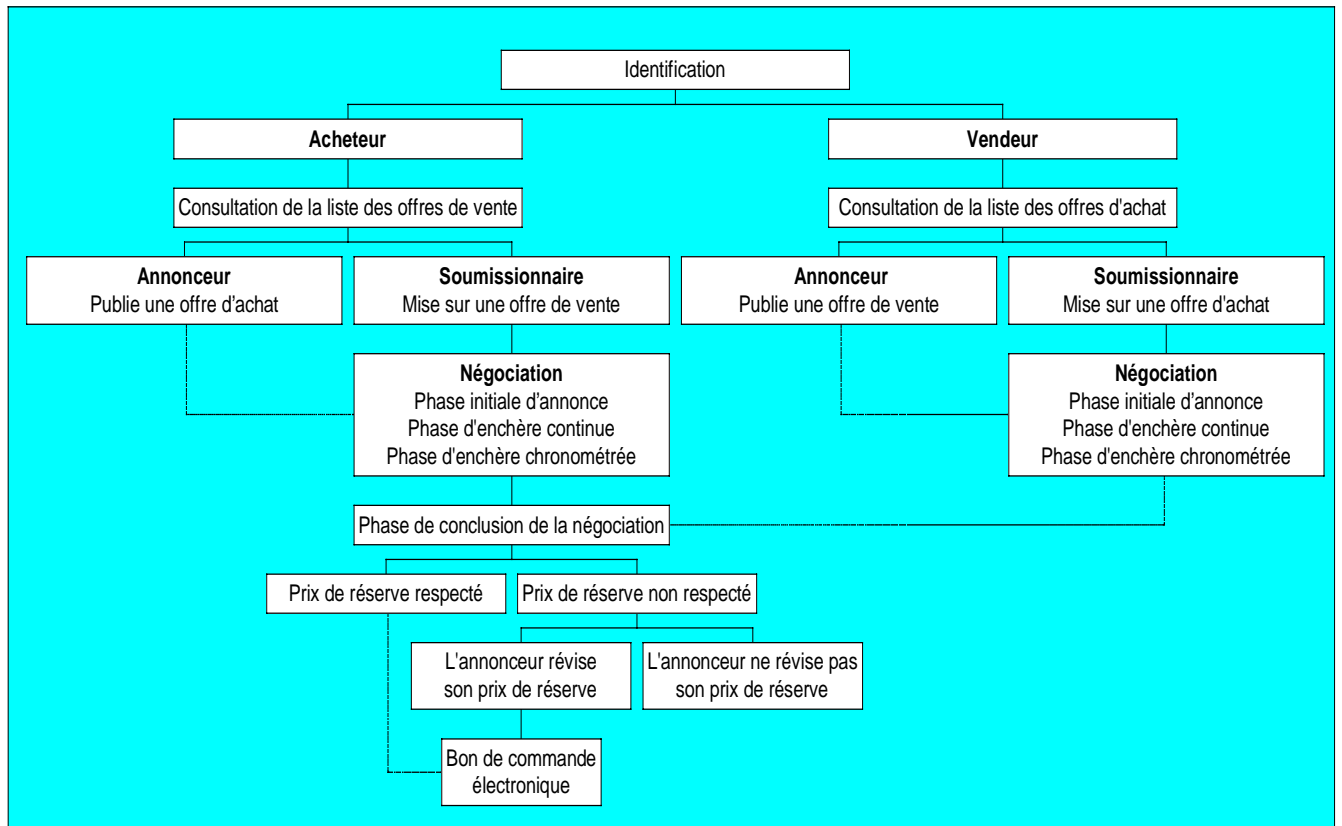 Identification
Acheteur
Vendeur
Consultation de la liste des offres de vente
Consultation de la liste des offres d'achat
Annonceur
Publie une offre d’achat
Soumissionnaire
Mise sur une offre de vente
Annonceur
Publie une offre de vente
Soumissionnaire
Mise sur une offre d'achat
Négociation
Phase initiale d’annonce
Phase d'enchère continue
Phase d'enchère chronométrée
Négociation
Phase initiale d’annonce
Phase d'enchère continue
Phase d'enchère chronométrée
Phase de conclusion de la négociation
Prix de réserve respecté
Prix de réserve non respecté
L'annonceur révise
son prix de réserve
L'annonceur ne révise pas
son prix de réserve
Bon de commande
électronique